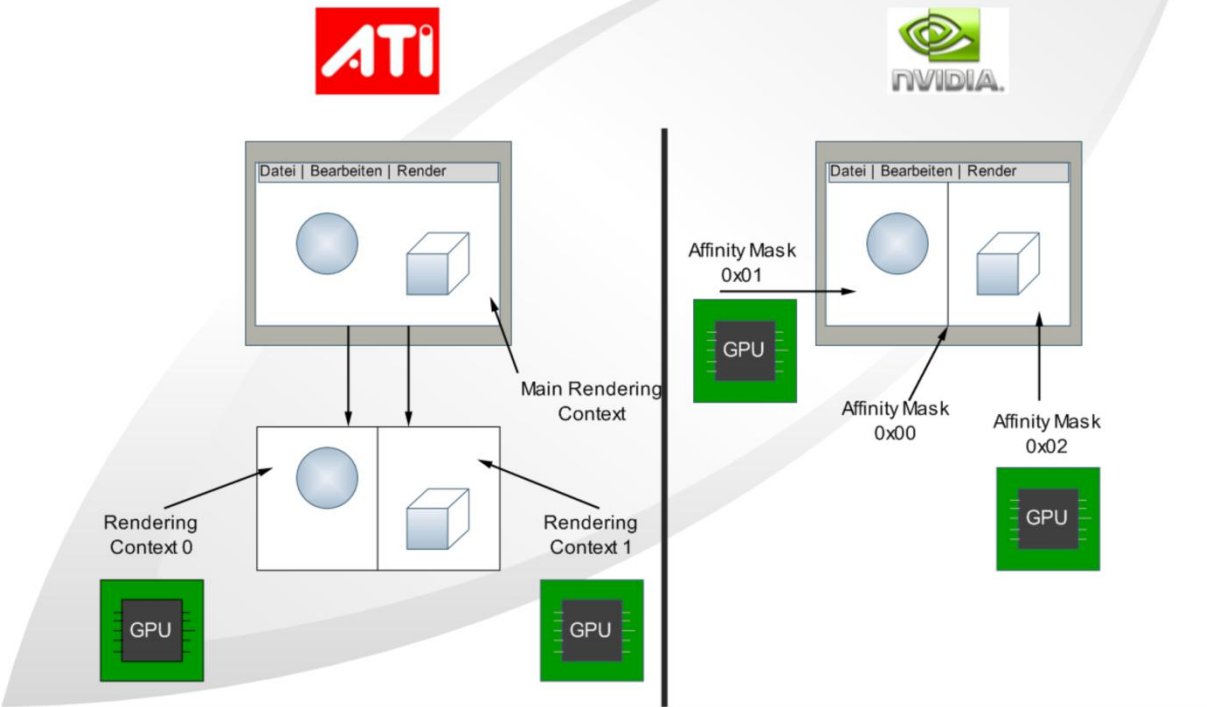 ATI
NVIDIA.
Datei | Bearbeiten | Render
Main Rendering
Context
Rendering
Context 0
Rendering
Context 1
GPU
GPU
Datei | Bearbeiten | Render
Affinity Mask
0x01
GPU
Affinity Mask
0x00
Affinity Mask
0x02
GPU